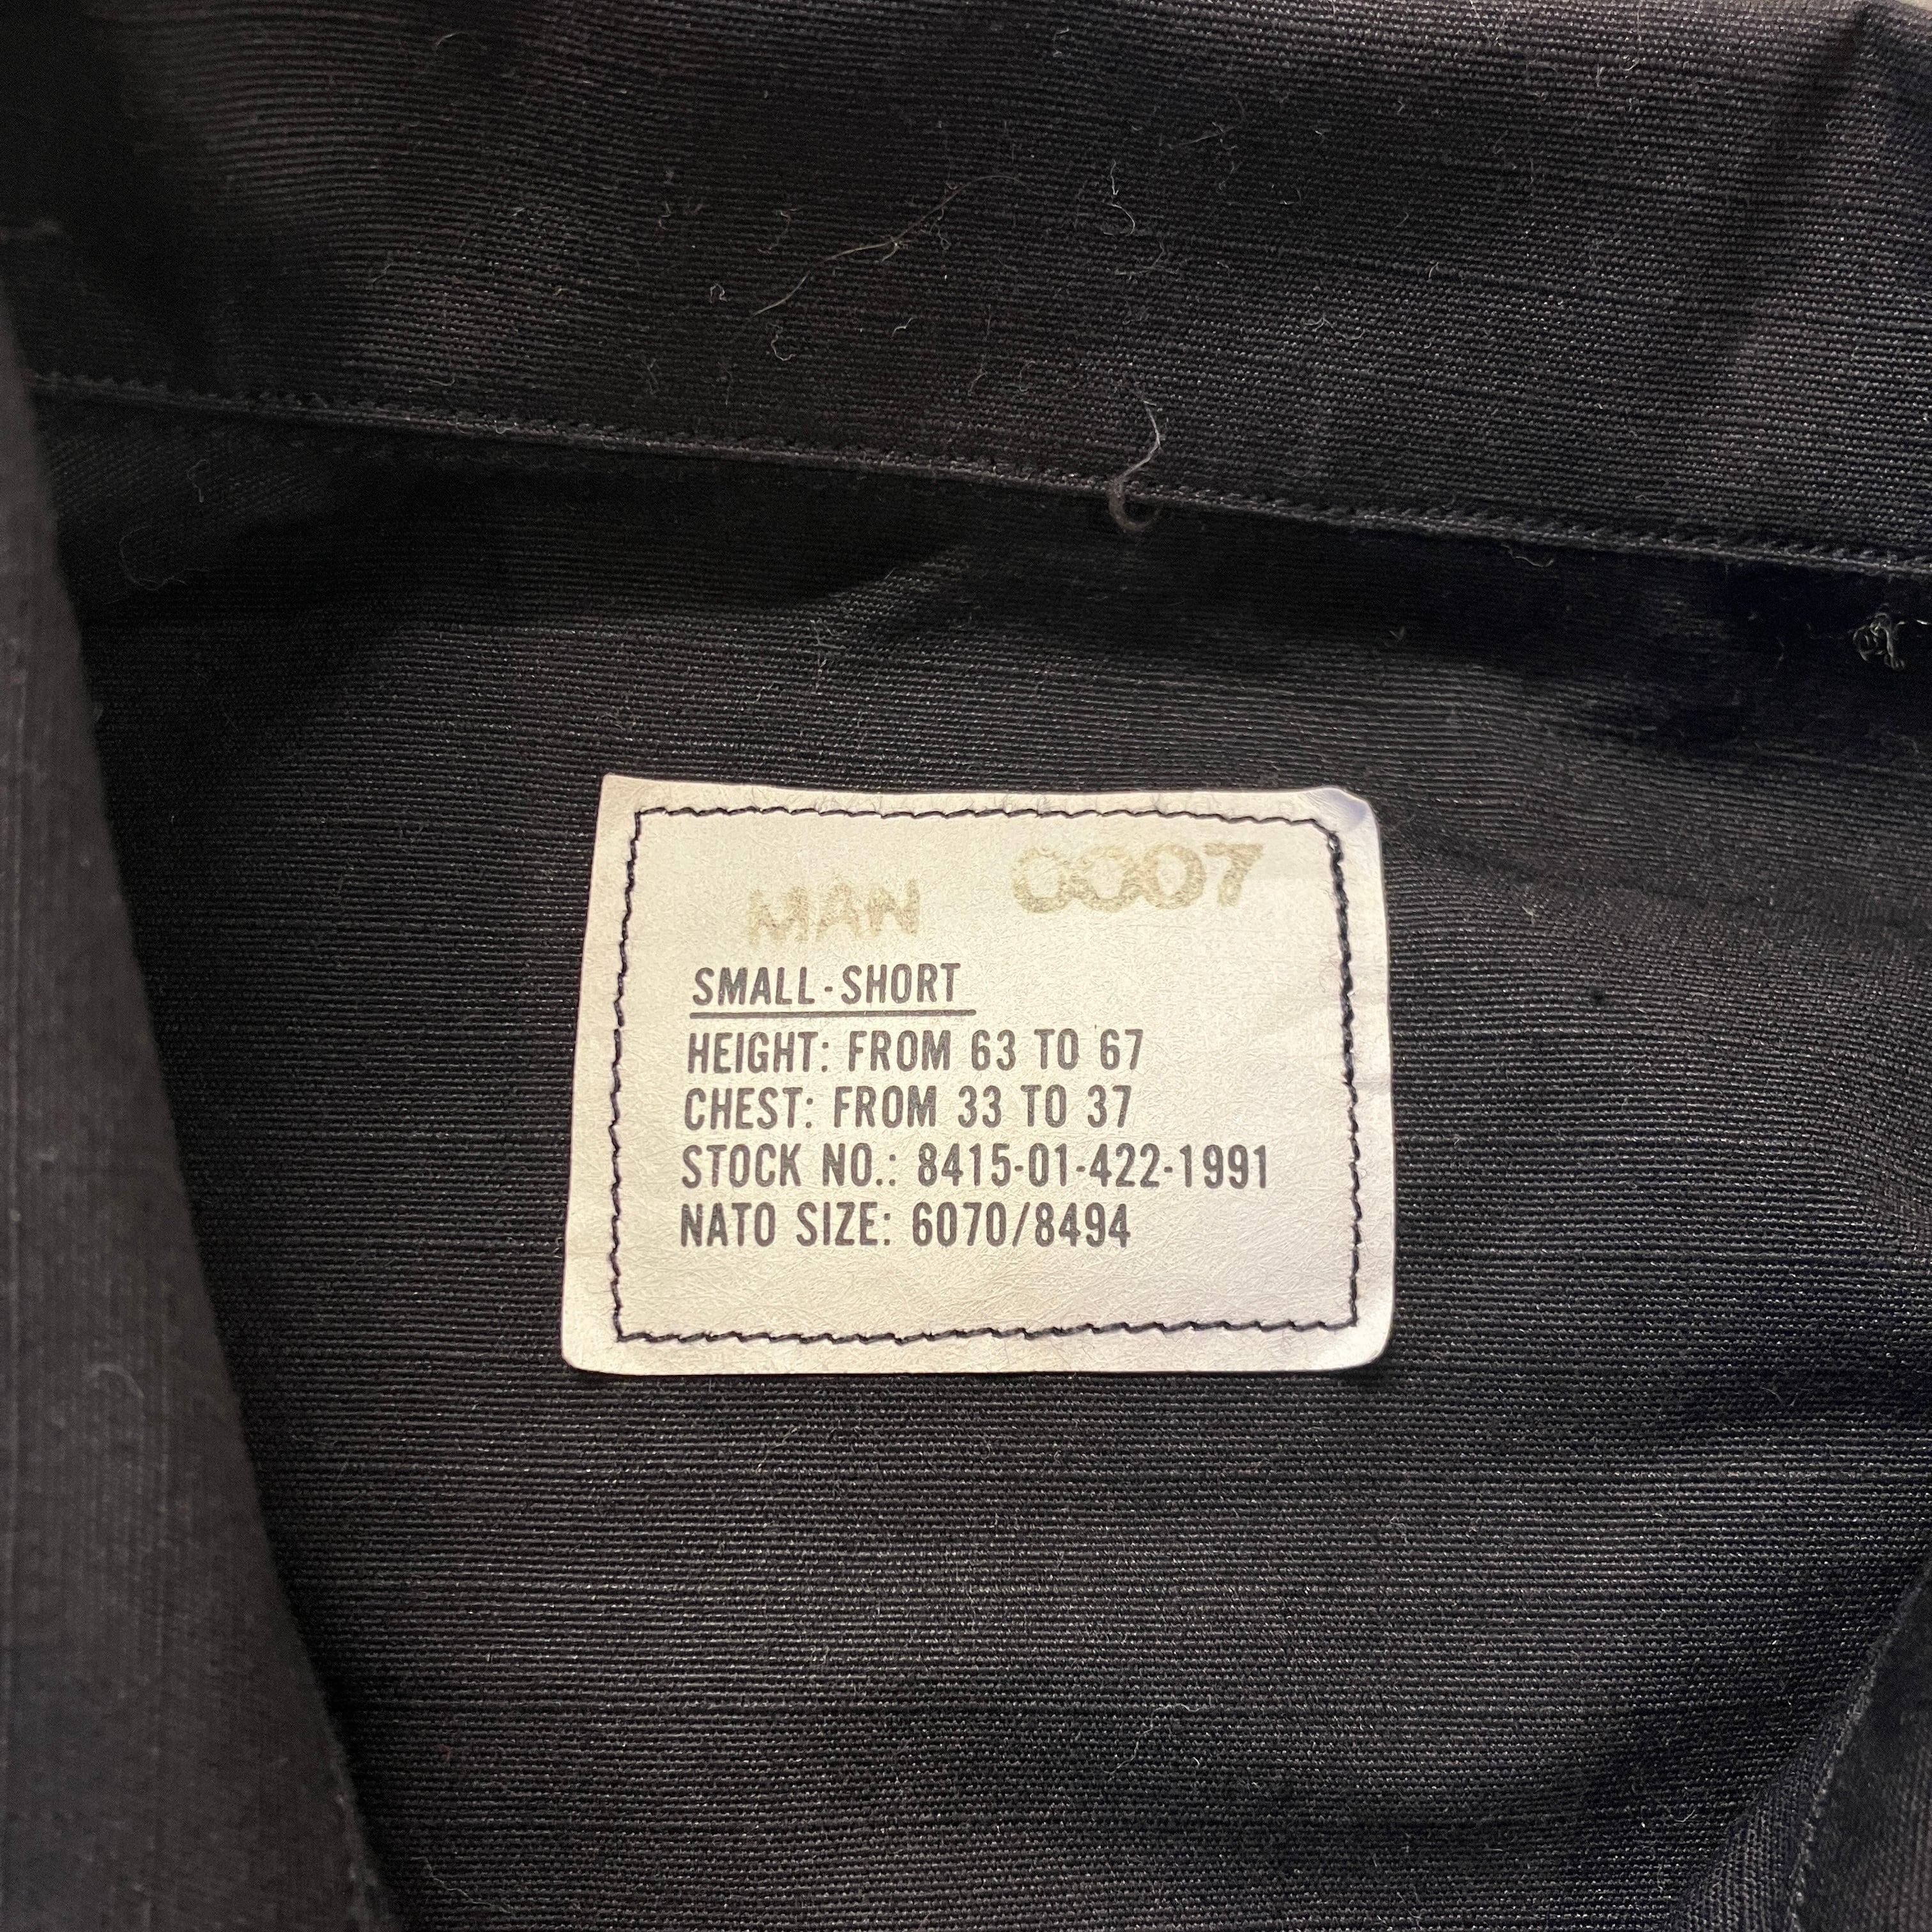 MAN 0007
SMALL-SHORT
HEIGHT: FROM 63 TO 67
CHEST: FROM 33 TO 37
STOCK NO.: 8415-01-422-1991
NATO SIZE: 6070/8494